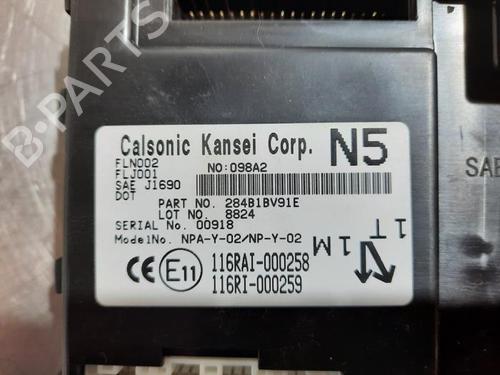 Calsonic Kansei Corp. N5
FLN002 NO:098A2
FLJ001
SAE J1690
DOT
PART NO. 284B1BV91E
LOT NO. 8824
SERIAL No. 00918
ModelNo. NPA-Y-02/NP-Y-02
1M
1T
CE E11 116RAI-000258
116RI-000259
SAE
B-PARTS